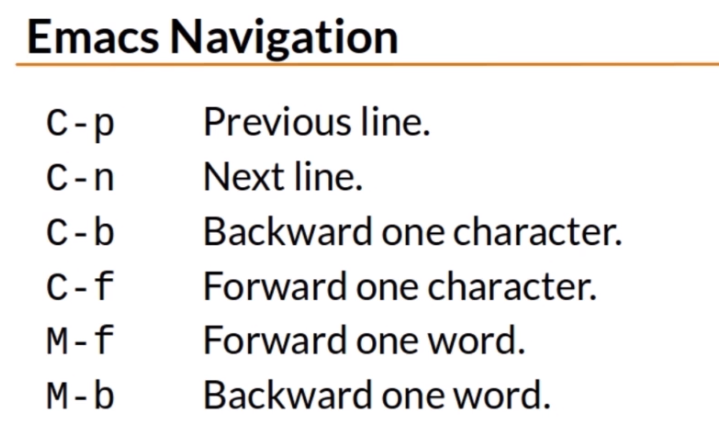 Emacs Navigation
C-p Previous line.
C-n Next line.
C-b Backward one character.
C-f Forward one character.
M-f Forward one word.
M-b Backward one word.